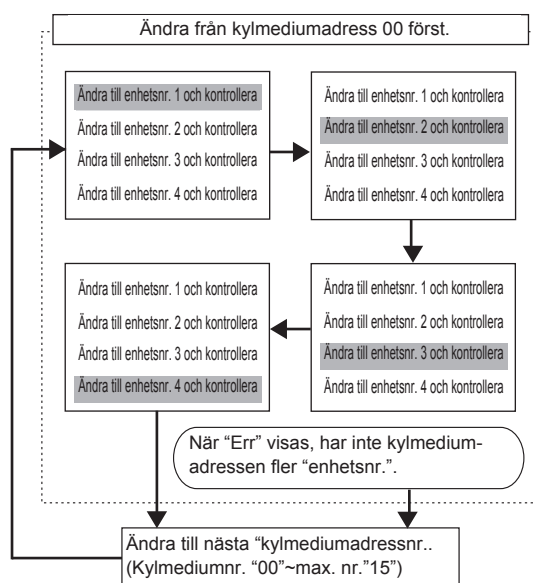 Ändra från kylmediumadress 00 först.
Ändra till enhetsnr. 1 och kontrollera
Ändra till enhetsnr. 2 och kontrollera
Ändra till enhetsnr. 3 och kontrollera
Ändra till enhetsnr. 4 och kontrollera
Ändra till enhetsnr. 1 och kontrollera
Ändra till enhetsnr. 2 och kontrollera
Ändra till enhetsnr. 3 och kontrollera
Ändra till enhetsnr. 4 och kontrollera
Ändra till enhetsnr. 1 och kontrollera
Ändra till enhetsnr. 2 och kontrollera
Ändra till enhetsnr. 3 och kontrollera
Ändra till enhetsnr. 4 och kontrollera
Ändra till enhetsnr. 1 och kontrollera
Ändra till enhetsnr. 2 och kontrollera
Ändra till enhetsnr. 3 och kontrollera
Ändra till enhetsnr. 4 och kontrollera
När “Err” visas, har inte kylmedium-
adressen fler “enhetsnr.”.
Ändra till nästa “kylmediumadressnr..
(Kylmediumnr. “00”~max. nr.”15”)